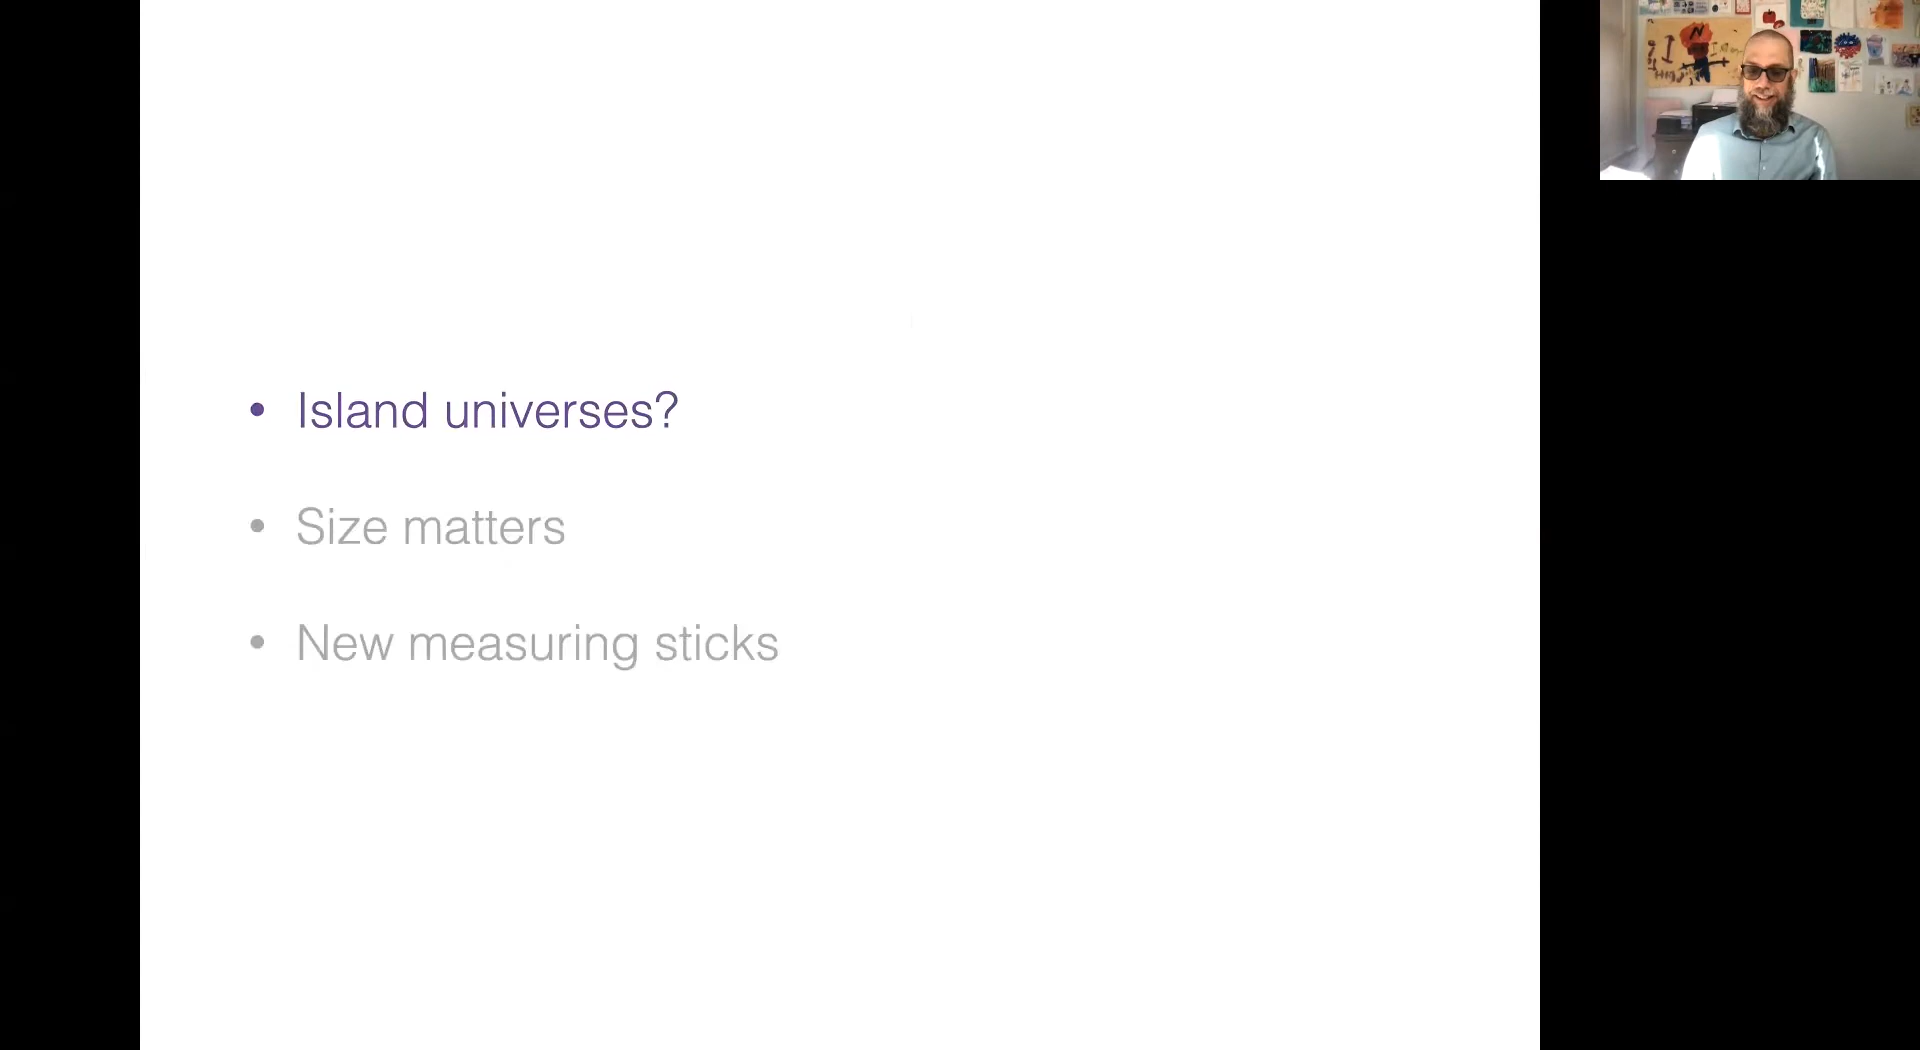 • Island universes?
• Size matters
• New measuring sticks